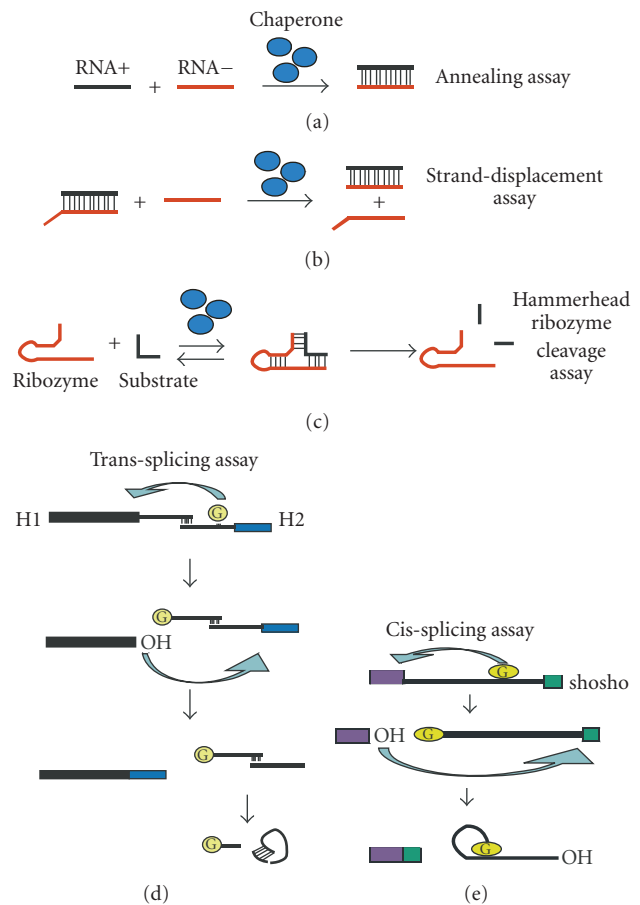 Chaperone
RNA+ + RNA− Annealing assay
(a)
+ + Strand-displacement
assay
(b)
+ Hammerhead
ribozyme
cleavage
assay
Ribozyme Substrate
(c)
Trans-splicing assay
G
H1 H2
G
OH
G
G
(d)
Cis-splicing assay
G
shosho
OH G
G
OH
(e)